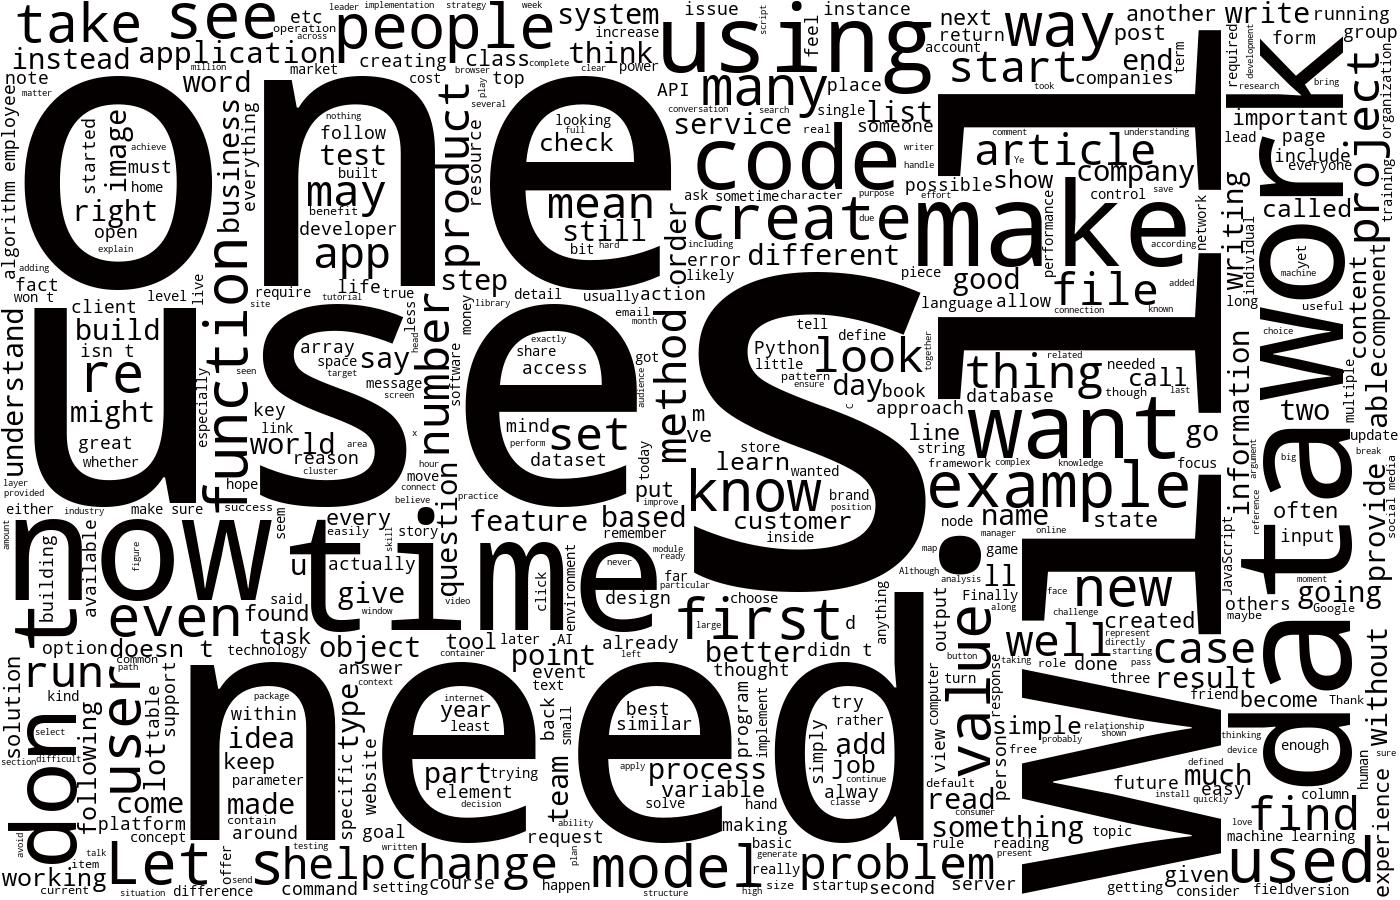 take see people using way write running
etc
operation
leader implementation strategy week
system
issue
script
instance
next
return
post
another
form
group
instead application
across
creating class think
increase
feel
account
start
end
term
companies
required
development
note
word
million
market
cost
browser
top
complete clear power
API many place
took
research
bring
matter
one
play
several
conversation search
single list
important
organization
algorithm employee
started
image
achieve
must
home
right
open
explain
business
everything
nothing
follow
test
built
may
benefit
developer
app
product
resource
looking
full
check
mean
still
bit hard
service real someone
code
writer
handle
comment understanding
article
Ye
company
lead
page
include
everyone
training
project
ask sometime character purpose effort
possible show
control save
create make
due
performance
according
network
writing
individual
called
yet
machine
adding
fact
won t
level
live
require
site
life true
tutorial
step
library
detail
usually action
order
including
error
likely
different
piece
good
language allow
file
added
connection known
long
useful
client
build
isn t
re
might
great
whether
understand
especially
function
seen
array
space
target
say
message
screen
less
head
number
money
software
email
month
exactly
share
access
got
audience
method
tell
define
Python
little
pattern
ensure
look
day book
c
together
approach
related
thing needed call
though last
database
I
choice
content
component
multiple
able
key
link
world
reason area
cluster
x
use
mind
perform
set
dataset
m
ve
S
store
learn wanted
know brand
position
customer
inside
line
string
want go
framework complex knowledge
focus
information
argument
reference
two
update
big
break
data work
social media
layer
provided
hope
success
hour
move
connect
believe
practice
today
put
improve
example
often
input
provide
either industry make sure
seem
every
easily
skill
story
question
feature based
remember
node name
online
state
manager
JavaScript
amount
now
building
available
figure
time
u
actually
give
window
video
click
environment
never
module
ready
far
particular
design
choose
map
Although
analysis
game
ll
Finally
along
face
new
challenge
created
moment
going
others Google
maybe
even
said
found
task
first
large
d
anything
output
value
well
represent
directly
starting
pass
case
option doesn t technology
object
tool
container
later AI
point
event
already
left
better didn t
thought
button
turn
response
taking
role done
three
result
friend
become
Thank
without
run
common
path
kind
select
solution
section difficult
don t
following
user
lot
table
support
answer
context
package
within
idea
keep
parameter
made
contain
around
type
specific
website
internet
year
least
text
back
small
best
similar
program
implement
try
rather
simply
add
job
continue
alway
classe
view computer
simple
relationship
shown
probably
person free
thinking
device
enough
human
sure
come
platform
concept
need
part trying
element
decision
team
apply
process
variable
solve hand
default
read
consumer
future
install
defined
much
easy
quickly
column
find
experience
avoid
talk
item
working
current
Let s
situation difference
offer
send
testing
help
command
goal
written
setting
change
course
ability
request
plan
happen
model
structure
making
basic
generate
really
high size
problem
startup second
something topic
rule reading
present
server
W
love
machine learning
used
given
getting consider
field version